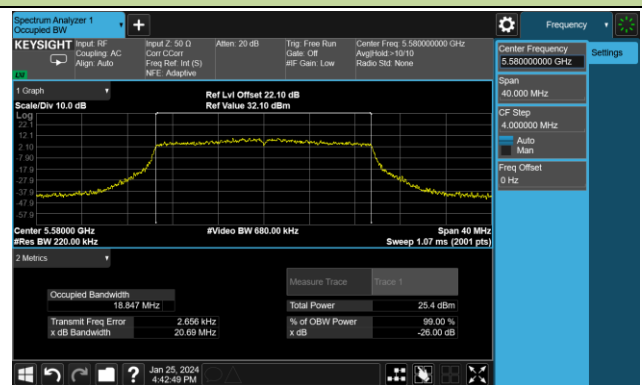 Spectrum Analyzer 1
Occupied BW
Frequency
KEYSIGHT
Input: RF
Coupling: AC
Align: Auto
Input Z: 50 Ω
Corr CCorr
Freq Ref: Int (S)
NFE: Adaptive
Atten: 20 dB
Trig: Free Run
Gate: Off
#IF Gain: Low
Center Freq: 5.580000000 GHz
Avg|Hold:>10/10
Radio Std: None
Center Frequency
5.580000000 GHz
Settings
Span
40.000 MHz
CF Step
4.000000 MHz
Auto
Man
Freq Offset
0 Hz
1 Graph
Scale/Div 10.0 dB
Ref Lvl Offset 22.10 dB
Ref Value 32.10 dBm
Log
22.1
12.1
2.10
-7.90
-17.9
-27.9
-37.9
-47.9
-57.9
Center 5.58000 GHz
#Video BW 680.00 kHz
Span 40 MHz
#Res BW 220.00 kHz
Sweep 1.07 ms (2001 pts)
2 Metrics
Measure Trace
Trace 1
Occupied Bandwidth
18.847 MHz
Total Power
25.4 dBm
Transmit Freq Error
2.656 kHz
% of OBW Power
99.00 %
x dB Bandwidth
20.69 MHz
x dB
-26.00 dB
Jan 25, 2024
4:42:49 PM